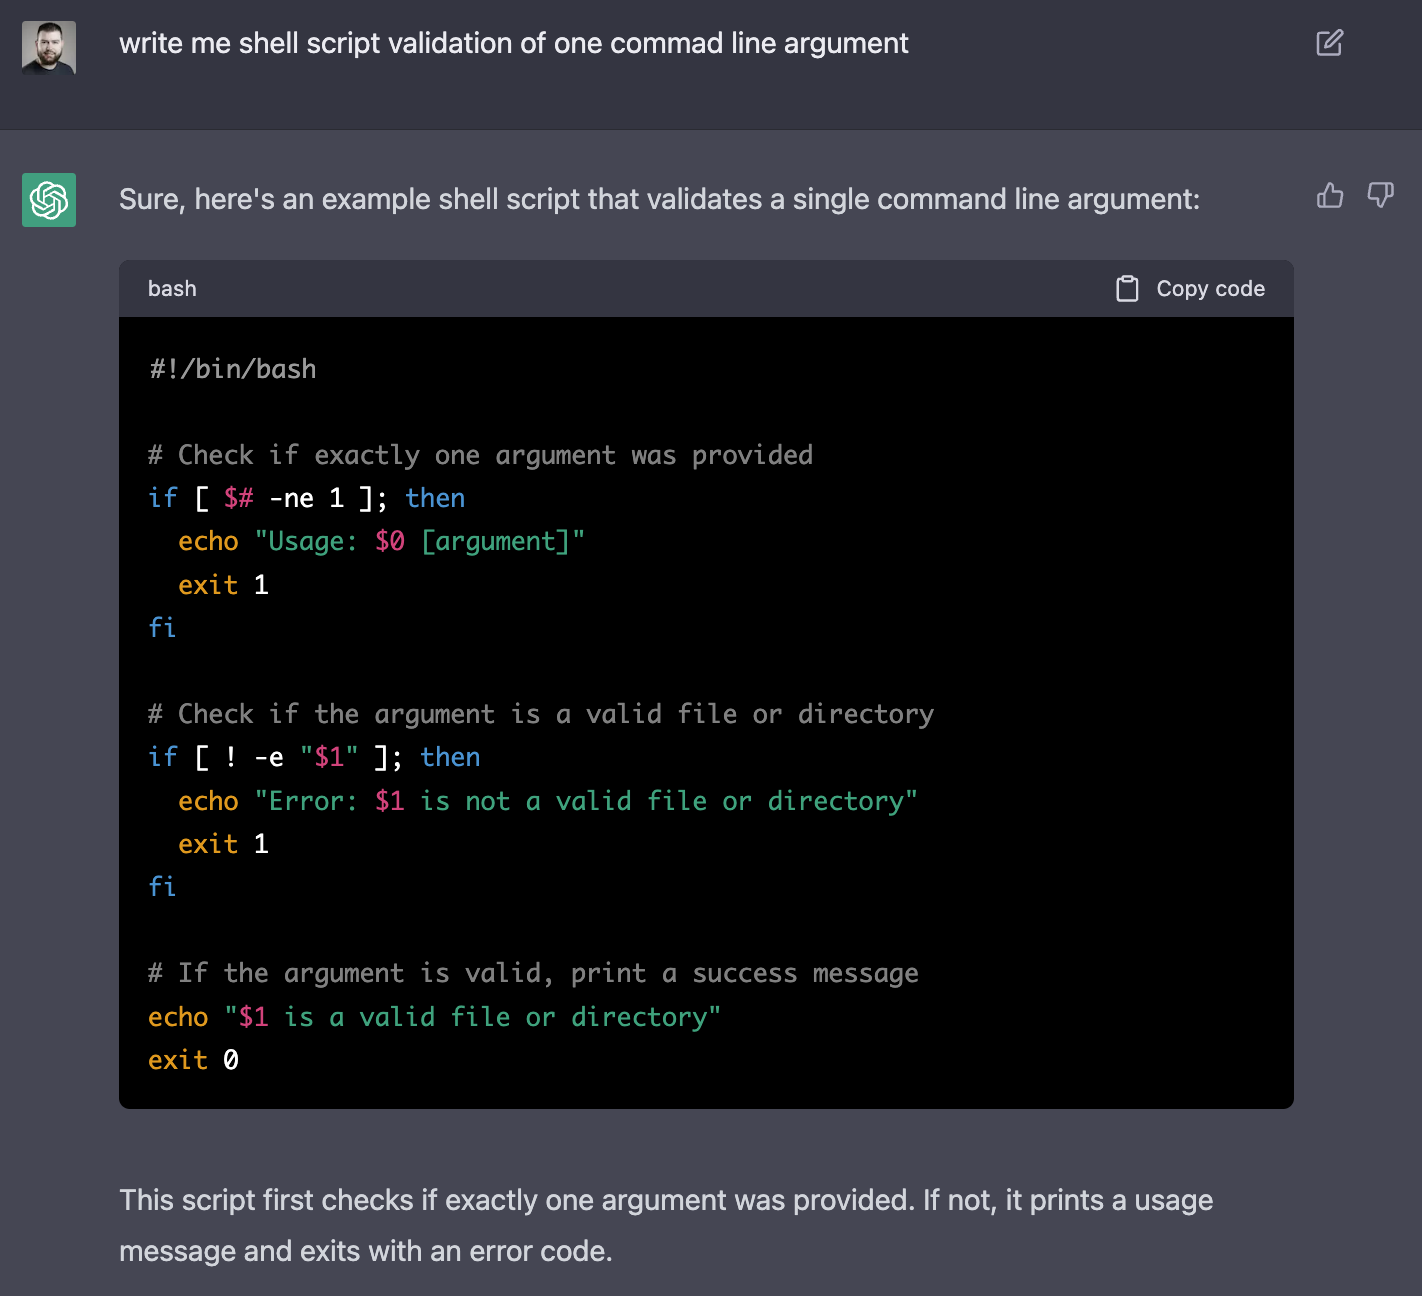 write me shell script validation of one commad line argument
Sure, here's an example shell script that validates a single command line argument:
bash
Copy code
#!/bin/bash
# Check if exactly one argument was provided
if [ $# -ne 1 ]; then
echo "Usage: $0 [argument]"
exit 1
fi
# Check if the argument is a valid file or directory
if [ ! -e "$1" ]; then
echo "Error: $1 is not a valid file or directory"
exit 1
fi
# If the argument is valid, print a success message
echo "$1 is a valid file or directory"
exit 0
This script first checks if exactly one argument was provided. If not, it prints a usage
message and exits with an error code.